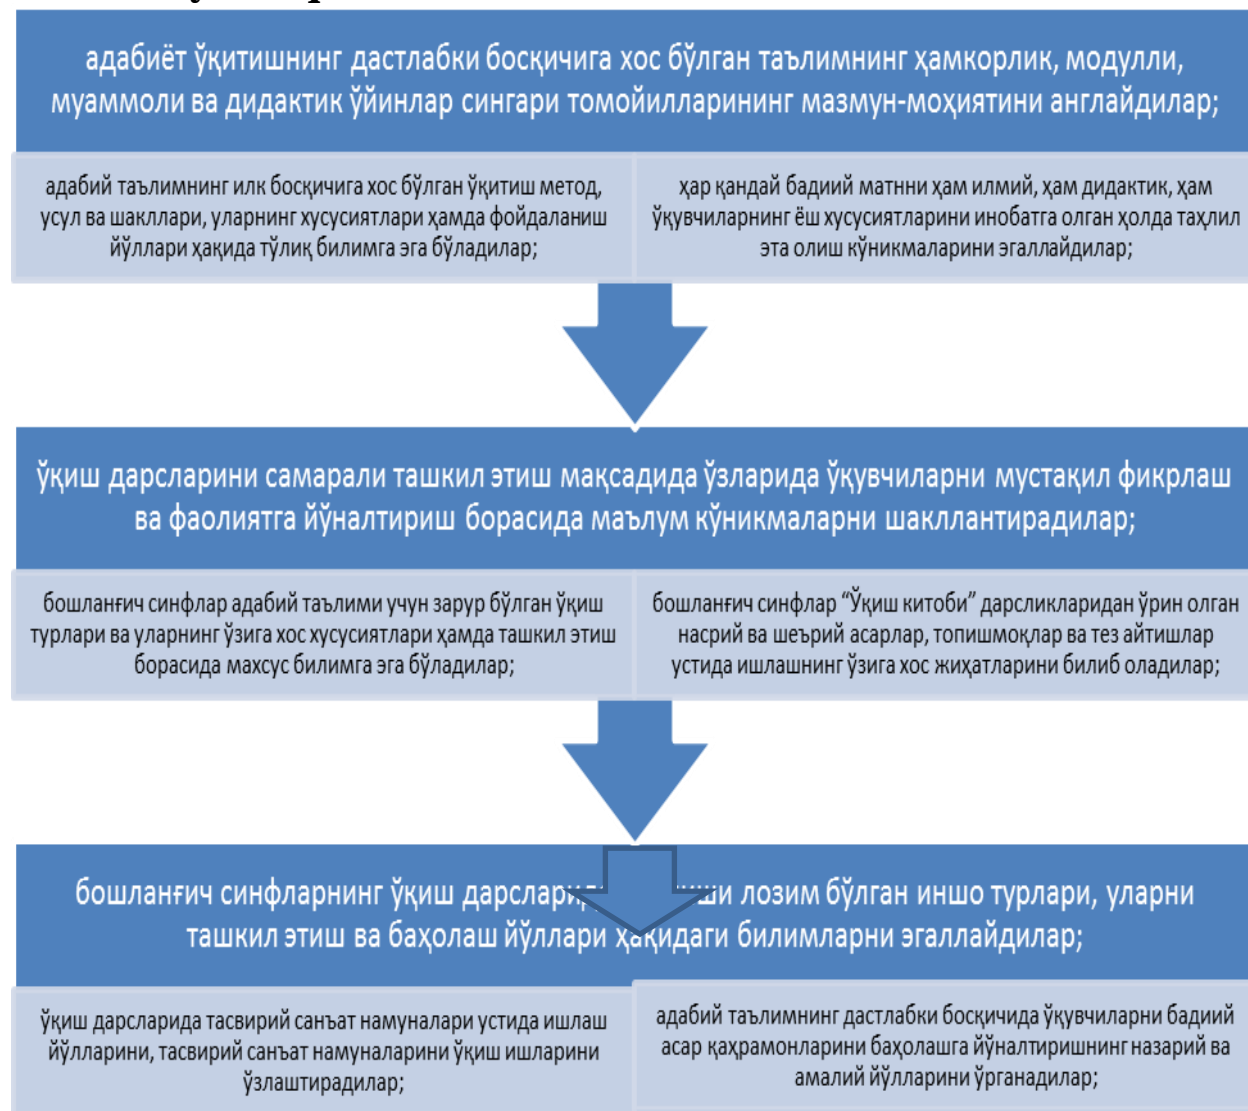 адабиёт ўқитишнинг дастлабки босқичига хос бўлган таълимнинг ҳамкорлик, модулли,
муаммоли ва дидактик ўйинлар сингари томойилларининг мазмун-моҳиятини англайдилар;
адабий таълимнинг илк босқичига хос бўлган ўқитиш метод,
усул ва шакллари, уларнинг хусусиятлари ҳамда фойдаланиш
йўллари ҳақида тўлиқ билимга эга бўладилар;
ҳар қандай бадиий матнни ҳам илмий, ҳам дидактик, ҳам
ўқувчиларнинг ёш хусусиятларини инобатга олган ҳолда таҳлил
эта олиш кўникмаларини эгаллайдилар;
ўқиш дарсларини самарали ташкил этиш мақсадида ўзларида ўқувчиларни мустақил фикрлаш
ва фаолиятга йўналтириш борасида маълум кўникмаларни шакллантирадилар;
бошланғич синфлар адабий таълими учун зарур бўлган ўқиш
турлари ва уларнинг ўзига хос хусусиятлари ҳамда ташкил этиш
борасида махсус билимга эга бўладилар;
бошланғич синфлар “Ўқиш китоби” дарсликларидан ўрин олган
насрий ва шеърий асарлар, топишмоқлар ва тез айтишлар
устида ишлашнинг ўзига хос жиҳатларини билиб оладилар;
бошланғич синфларнинг ўқиш лозим бўлган иншо турлари, уларни
ташкил этиш ва баҳолаш йўллари ҳақидаги билимларни эгаллайдилар;
ўқиш дарсларида тасвирий санъат намуналари устида ишлаш
йўлларини, тасвирий санъат намуналарини ўқиш ишларини
ўзлаштирадилар;
адабий таълимнинг дастлабки босқичида ўқувчиларни бадиий
асар қаҳрамонларини баҳолашга йўналтиришнинг назарий ва
амалий йўлларини ўрганадилар;